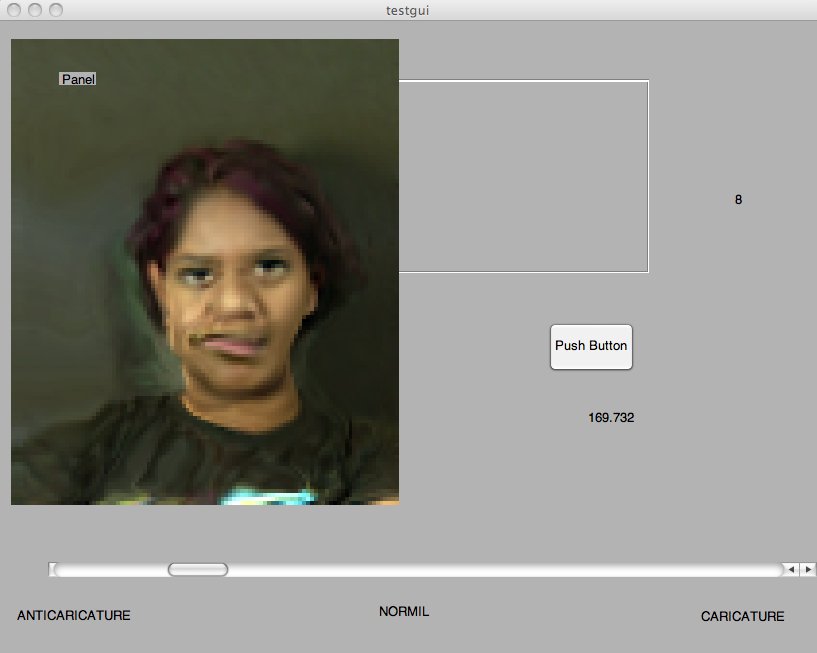 testgui
Panel
8
Push Button
169.732
ANTICARICATURE
NORMIL
CARICATURE